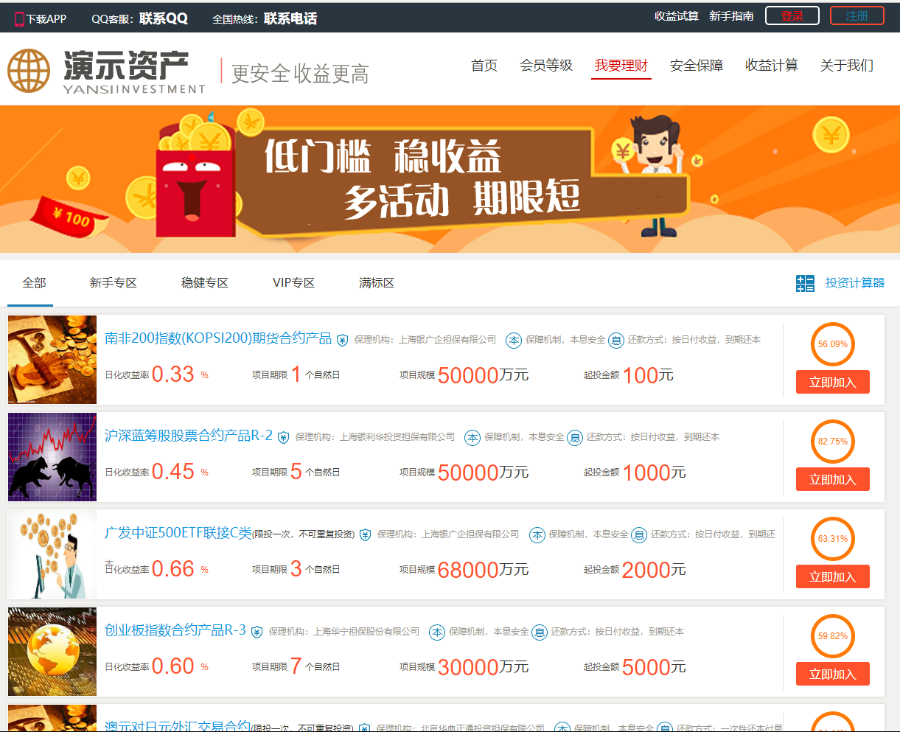 下载APP QQ客服：联系QQ 全国热线：联系电话 收益试算 新手指南 登录 注册
演示资产 更安全 收益更高 首页 会员等级 我要理财 安全保障 收益计算 关于我们
YANSIINVESTMENT
低门槛 稳收益
多活动 期限短
¥100
全部 新手专区 稳健专区 VIP专区 满标区 投资计算器
南非200指数(KOPSI200)期货合约产品 保理机构：上海银广企担保有限公司 本 保障机制，本息安全 息 还款方式：按日付收益，到期还本
56.09%
日化收益率 0.33 % 项目期限 1 个自然日 项目规模 50000万元 起投金额 100元 立即加入
沪深蓝筹股股票合约产品R-2 保理机构：上海银利华投资担保有限公司 本 保障机制，本息安全 息 还款方式：按日付收益，到期还本
82.75%
日化收益率 0.45 % 项目期限 5 个自然日 项目规模 50000万元 起投金额 1000元 立即加入
广发中证500ETF联接C类(限投一次，不可重复投资) 保理机构：上海银广企担保有限公司 本 保障机制，本息安全 息 还款方式：按日付收益，到期还
本
63.31%
日化收益率 0.66 % 项目期限 3 个自然日 项目规模 68000万元 起投金额 2000元 立即加入
创业板指数合约产品R-3 保理机构：上海华宁担保股份有限公司 本 保障机制，本息安全 息 还款方式：按日付收益，到期还本
59.82%
日化收益率 0.60 % 项目期限 7 个自然日 项目规模 30000万元 起投金额 5000元 立即加入
澳元对日元外汇交易合约(限投一次，不可重复投资) 保理机构：北京华典正通投资担保有限公司 本 保障机制，本息安全 息 还款方式：一次性还本付息